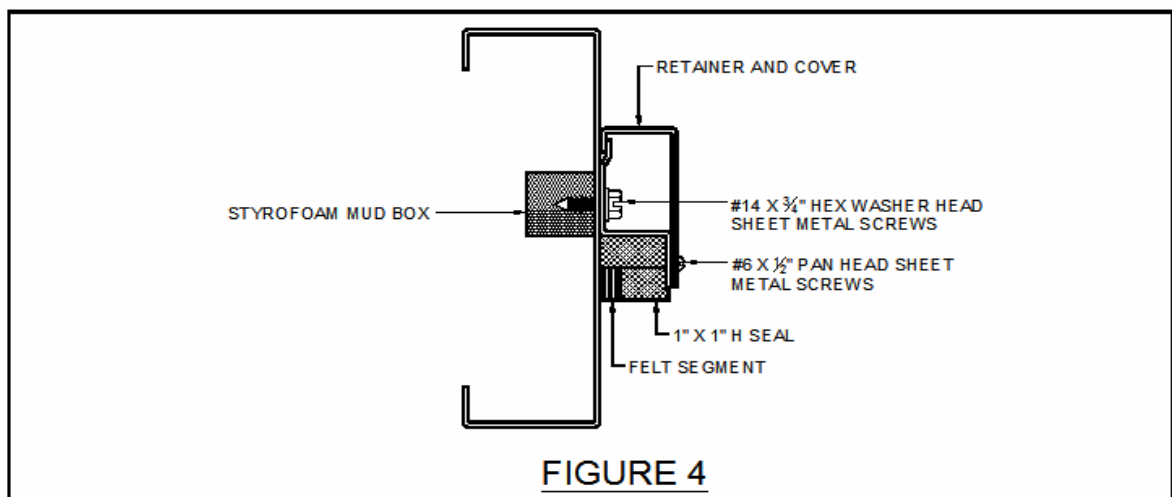 RETAINER AND COVER
STYROFOAM MUD BOX
#14 X ¾" HEX WASHER HEAD
SHEET METAL SCREWS
#6 X ½" PAN HEAD SHEET
METAL SCREWS
1" X 1" H SEAL
FELT SEGMENT
FIGURE 4